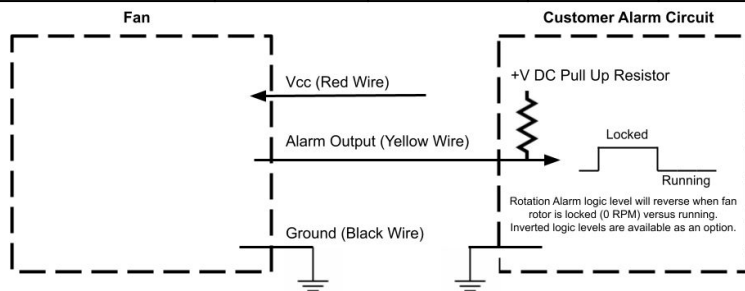 Fan
Customer Alarm Circuit
Vcc (Red Wire)
+V DC Pull Up Resistor
Alarm Output (Yellow Wire)
Locked
Running
Rotation Alarm logic level will reverse when fan
rotor is locked (0 RPM) versus running.
Inverted logic levels are available as an option.
Ground (Black Wire)